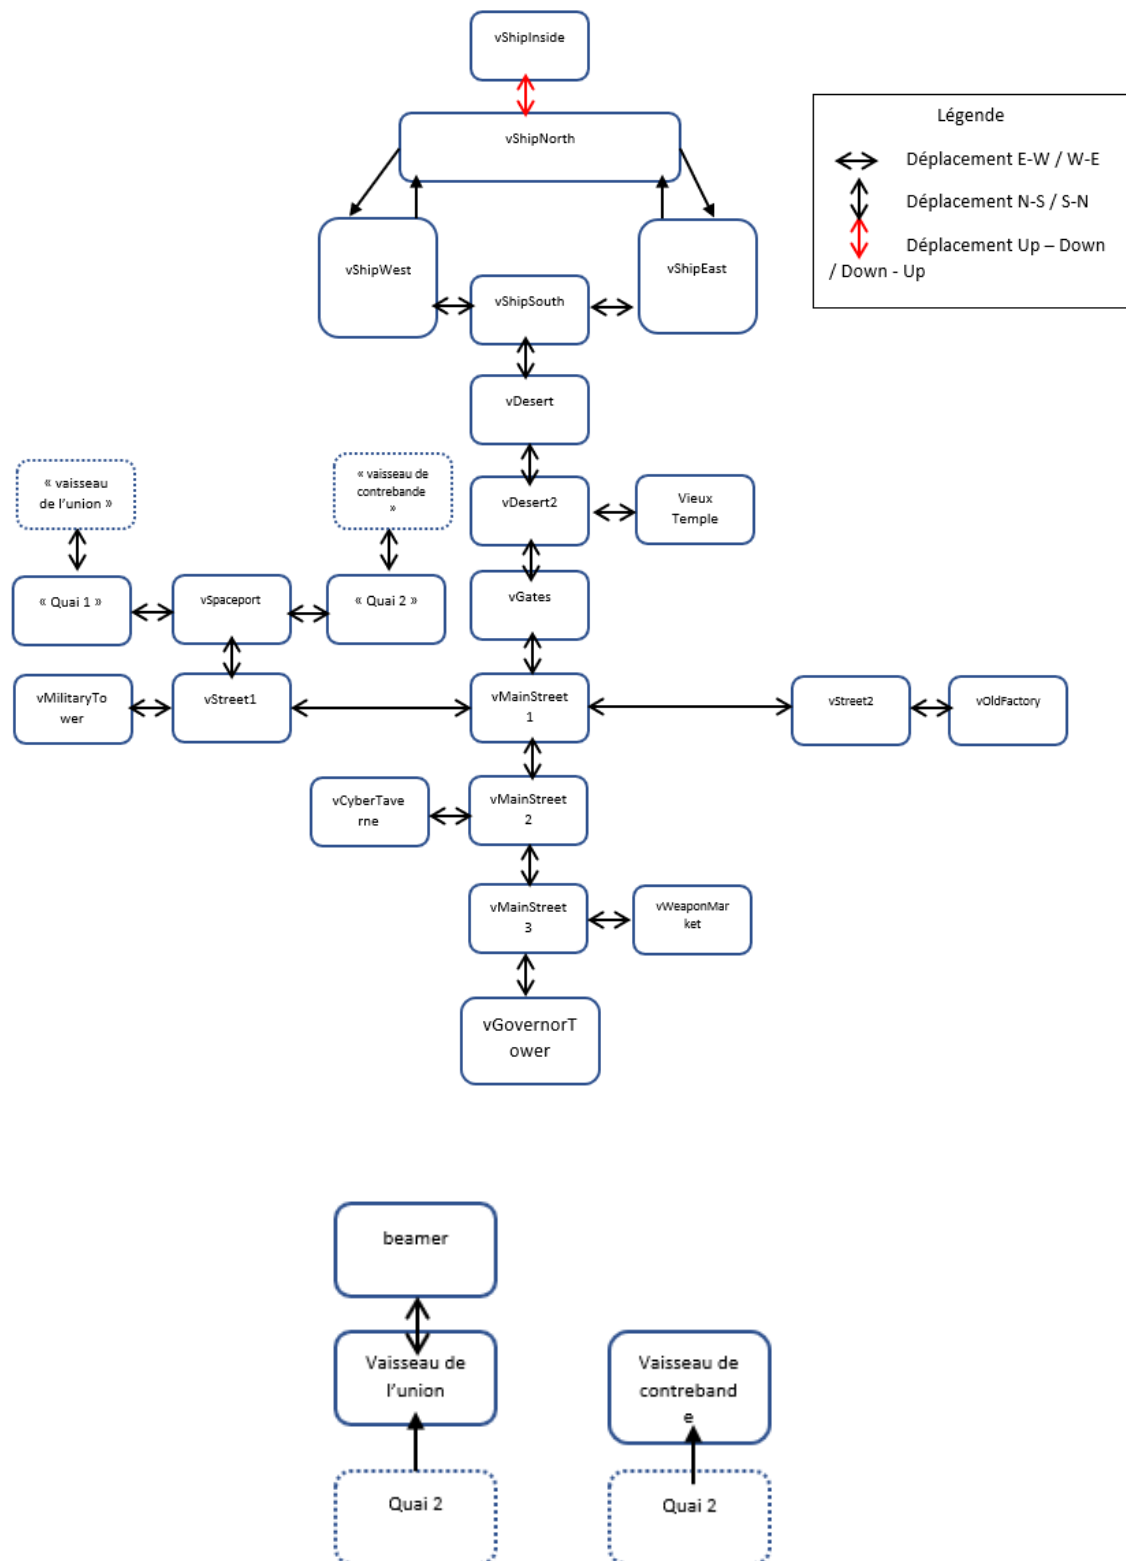 vShipInside
vShipNorth
Légende
Déplacement E-W / W-E
Déplacement N-S / S-N
Déplacement Up – Down
/ Down - Up
vShipWest
vShipSouth
vShipEast
vDesert
« vaisseau
de l’union »
« vaisseau de
contrebande
»
vDesert2
Vieux
Temple
« Quai 1 »
vSpaceport
« Quai 2 »
vGates
vMilitaryTo
wer
vStreet1
vMainStreet
1
vStreet2
vOldFactory
vCyberTave
rne
vMainStreet
2
vMainStreet
3
vWeaponMar
ket
vGovernorT
ower
beamer
Vaisseau de
l’union
Vaisseau de
contreband
e
Quai 2
Quai 2